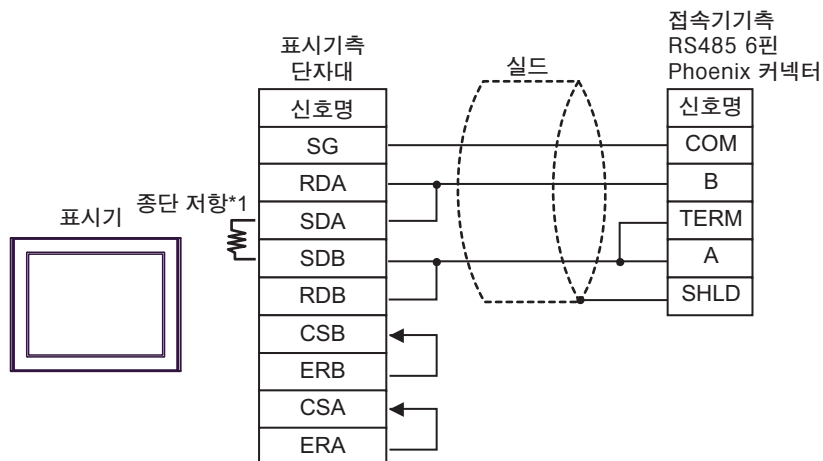 접속기기측
RS485 6핀
Phoenix 커넥터
표시기측
단자대
실드
신호명
신호명
SG
COM
RDA
B
종단 저항*1
표시기
SDA
TERM
SDB
A
RDB
SHLD
CSB
ERB
CSA
ERA